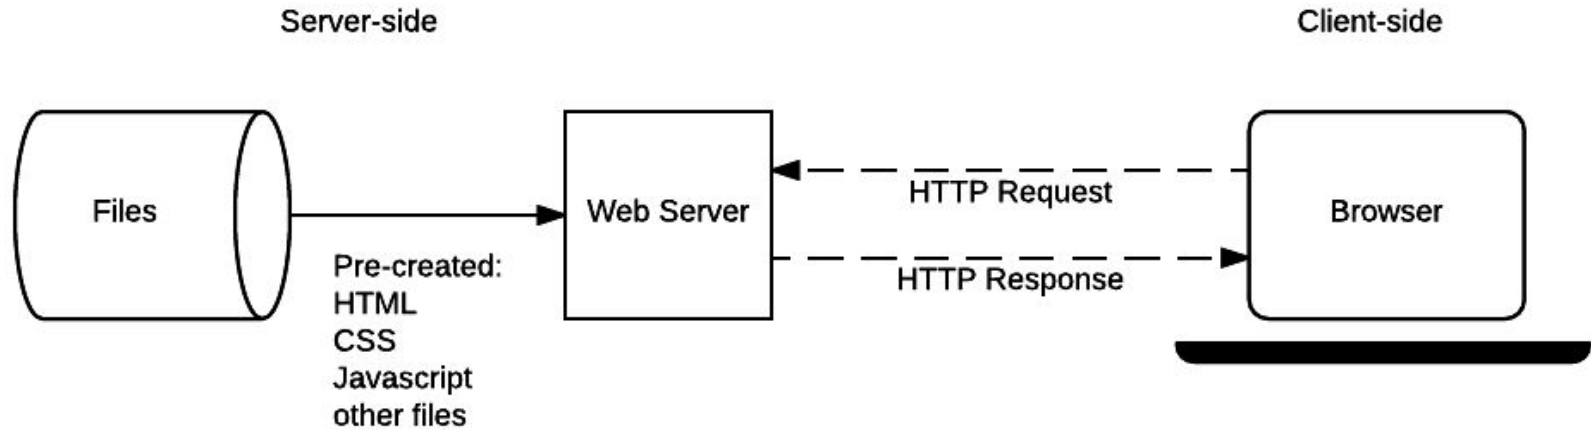 Server-side
Client-side
Files
Web Server
HTTP Request
HTTP Response
Browser
Pre-created:
HTML
CSS
Javascript
other files